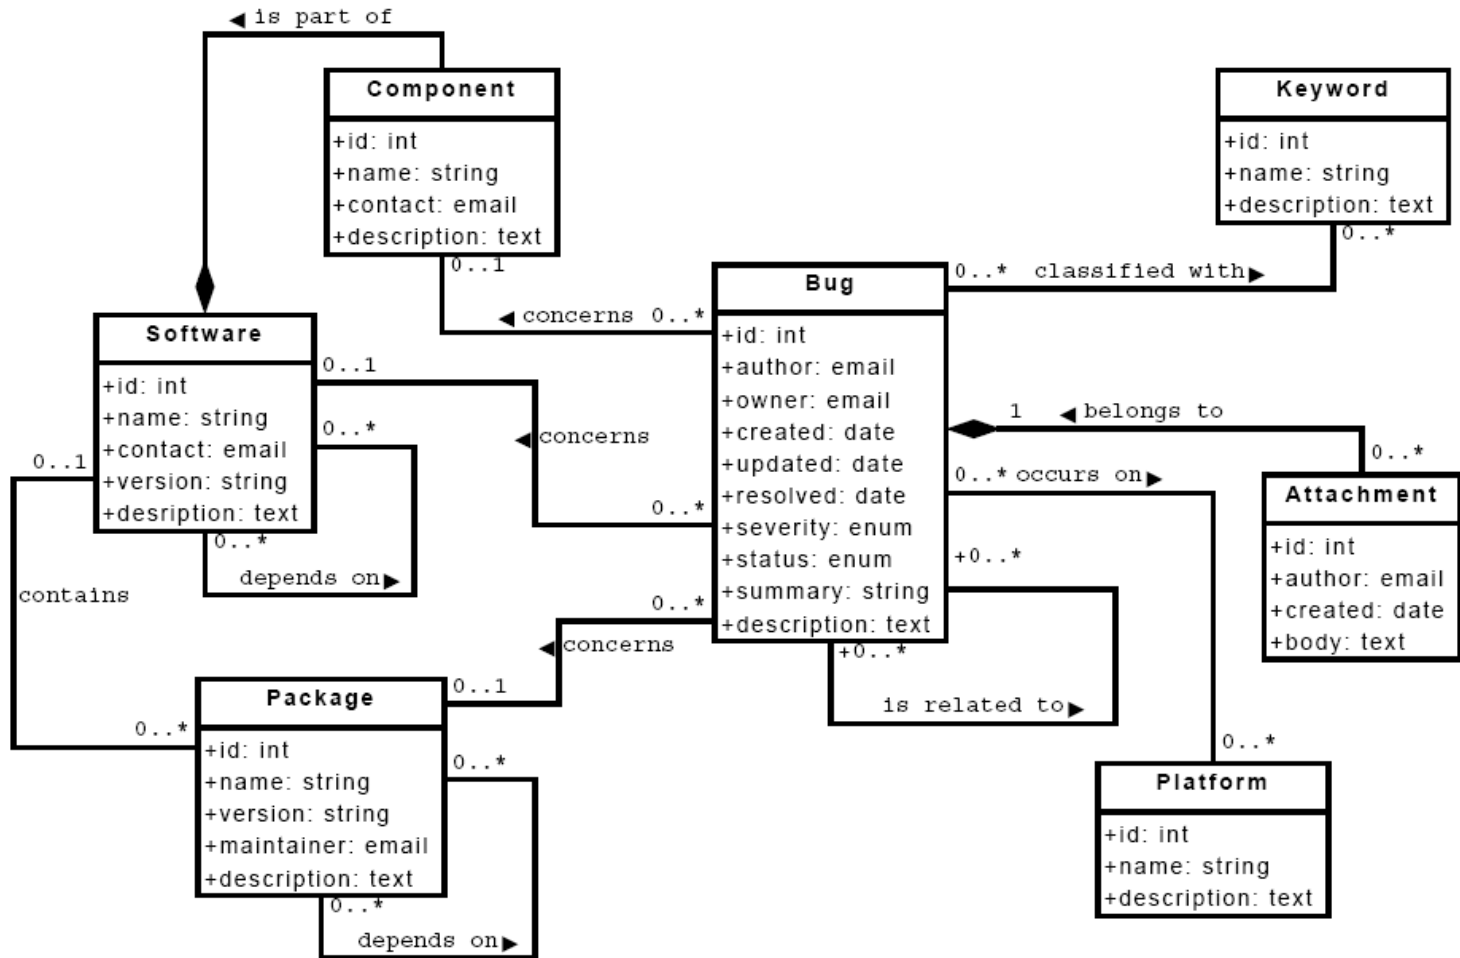 ◄ is part of
Component
+id: int
+name: string
+contact: email
+description: text
0..1
Keyword
+id: int
+name: string
+description: text
0..*
0..* classified with►
◄ concerns 0..*
Bug
+id: int
+author: email
+owner: email
+created: date
+updated: date
+resolved: date
+severity: enum
+status: enum
+summary: string
+description: text
Software
+id: int
+name: string
+contact: email
+version: string
+desription: text
0..1
◄concerns
0..*
0..*
0..*
depends on►
0..1
contains
0..*
1 ◄ belongs to
0..*
Attachment
+id: int
+author: email
+created: date
+body: text
0..* occurs on►
0..*
+0..*
+0..*
is related to►
0..*
◄concerns
0..1
Package
+id: int
+name: string
+version: string
+maintainer: email
+description: text
0..*
0..*
depends on►
Platform
+id: int
+name: string
+description: text